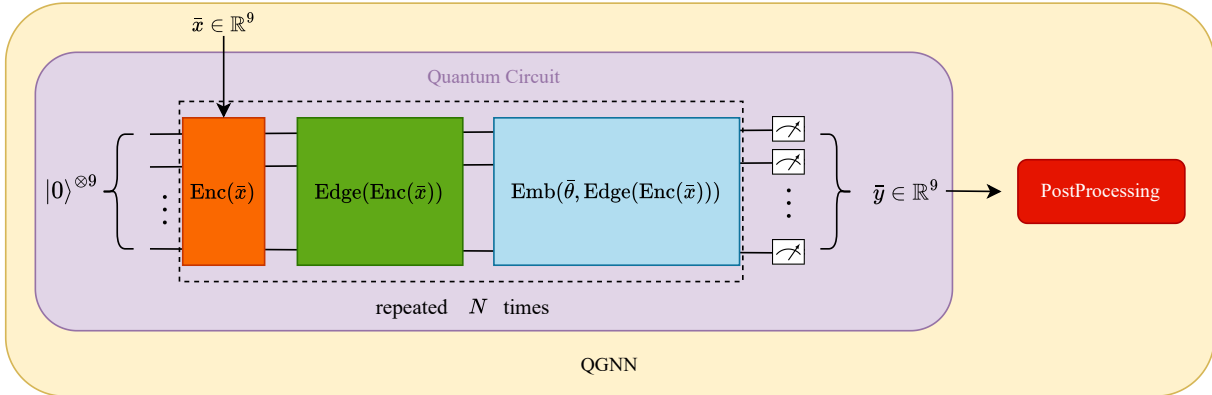 x̄ ∈ ℝ⁹
Quantum Circuit
|0⟩^⊗9
⋮
Enc(x̄)
Edge(Enc(x̄))
Emb(θ̄, Edge(Enc(x̄)))
⋮
ȳ ∈ ℝ⁹
PostProcessing
repeated N times
QGNN